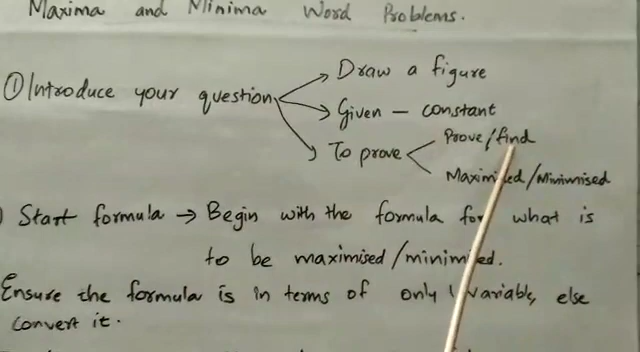 Maxima and Minima Word Problems.
① Introduce your question
Draw a figure
Given - constant
To prove
Prove/find
Maximised/Minimised
) Start formula → Begin with the formula for what is
to be maximised/minimised.
Ensure the formula is in terms of only 1 variable, else
convert it.